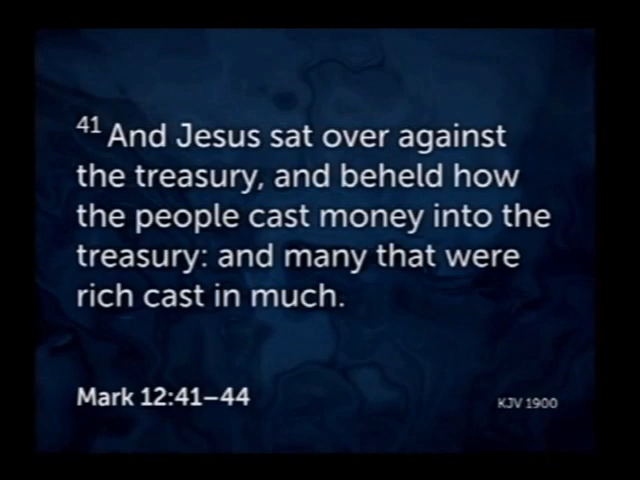 41 And Jesus sat over against
the treasury, and beheld how
the people cast money into the
treasury: and many that were
rich cast in much.
Mark 12:41–44
KJV 1900